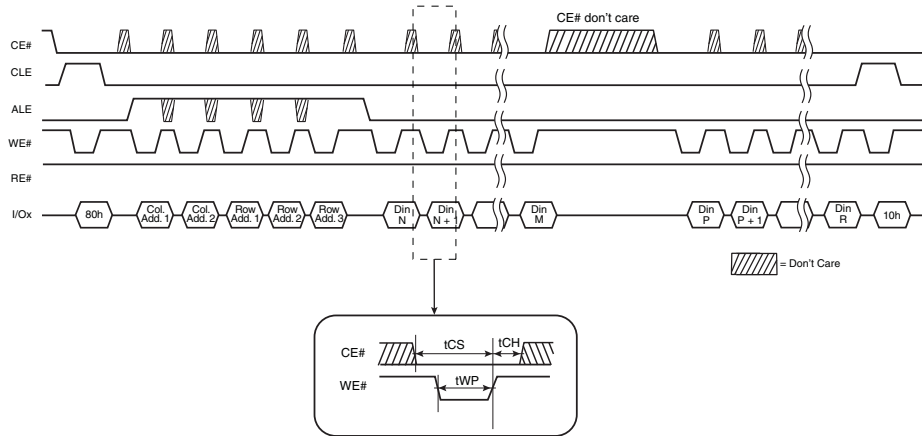 CE# don't care
CE#
CLE
ALE
WE#
RE#
I/Ox
80h
Col. Add. 1
Col. Add. 2
Row Add. 1
Row Add. 2
Row Add. 3
Din N
Din N + 1
Din M
Din P
Din P + 1
Din R
10h
= Don't Care
CE#
tCS
tCH
WE#
tWP